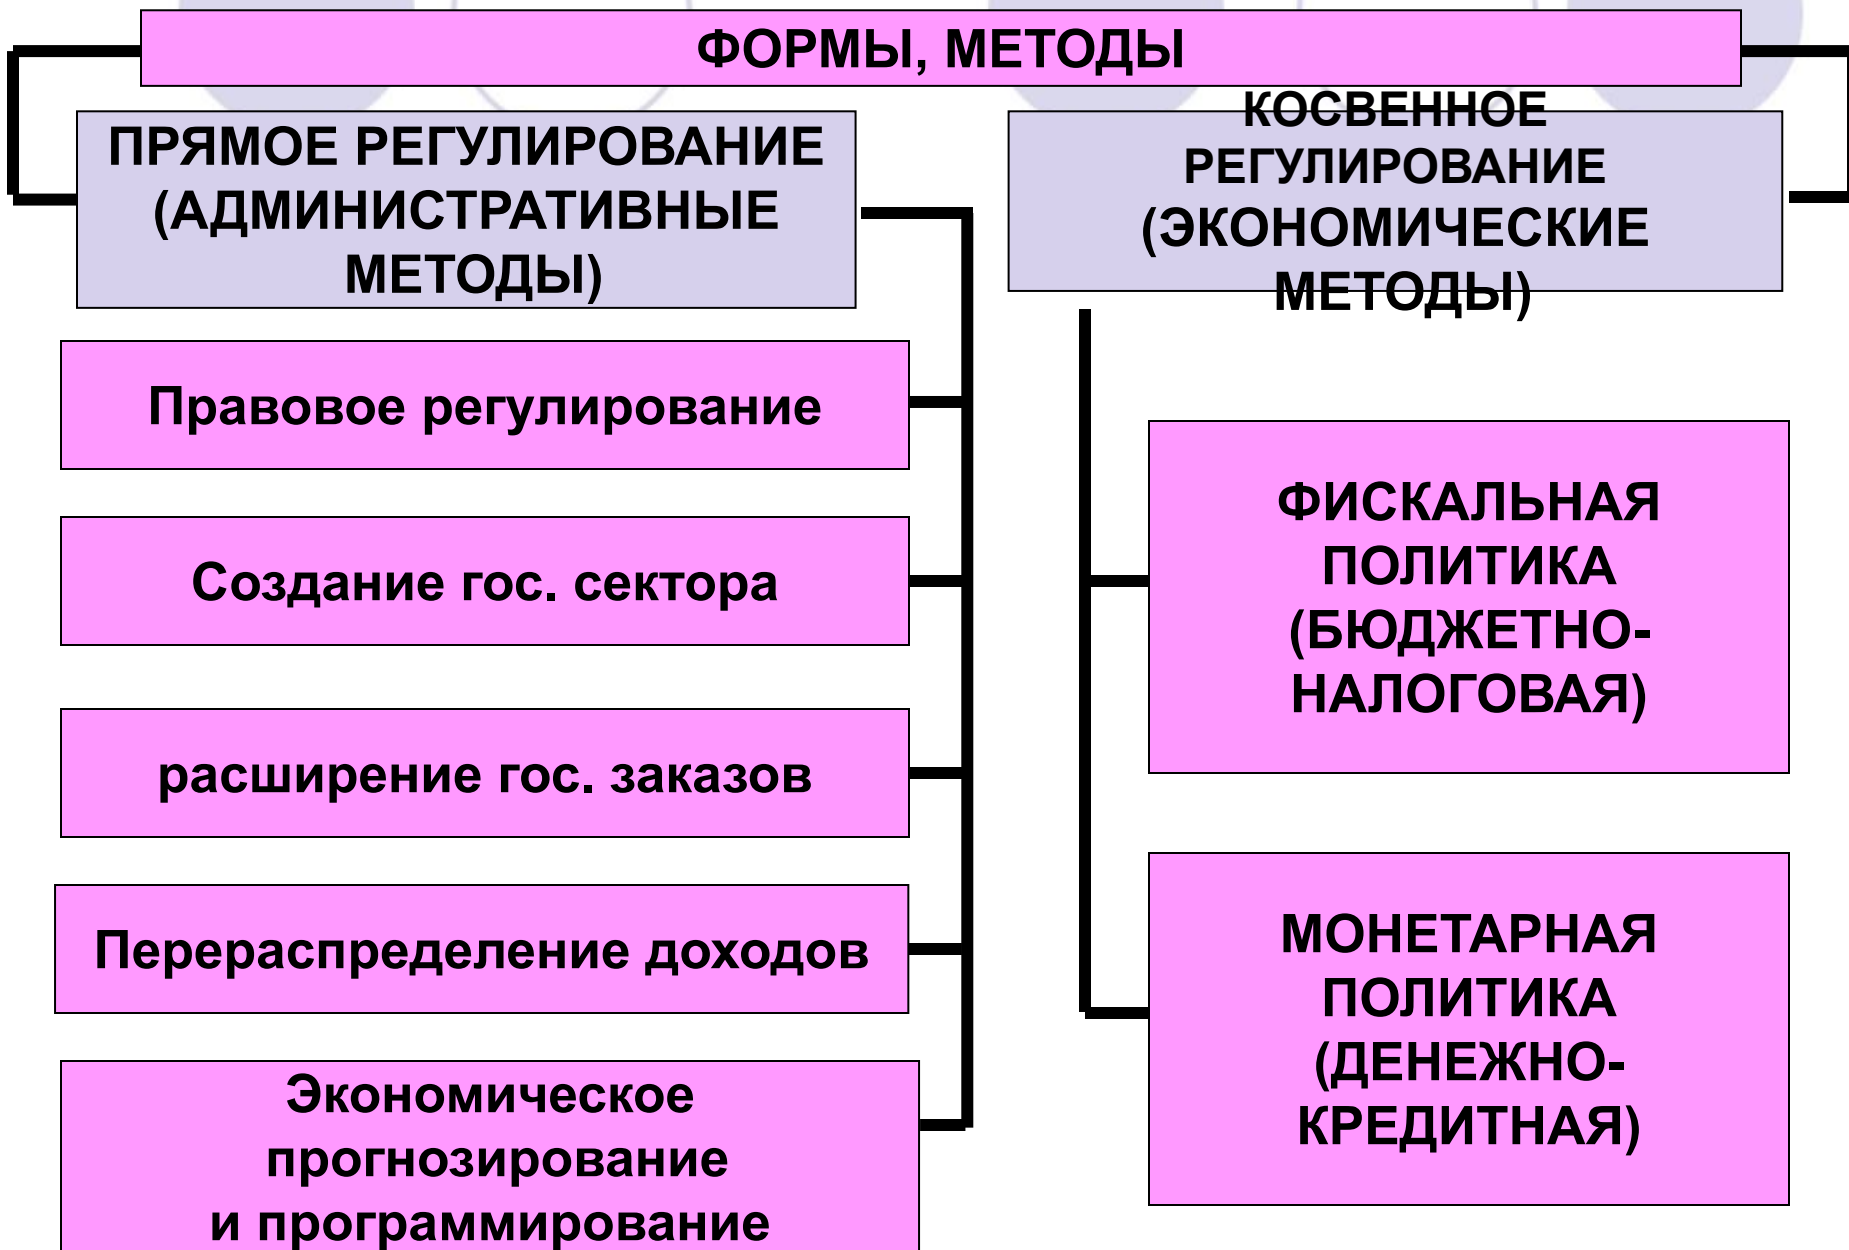 ФОРМЫ, МЕТОДЫ
ПРЯМОЕ РЕГУЛИРОВАНИЕ
(АДМИНИСТРАТИВНЫЕ
МЕТОДЫ)
Правовое регулирование
Создание гос. сектора
расширение гос. заказов
Перераспределение доходов
Экономическое
прогнозирование
и программирование
КОСВЕННОЕ
РЕГУЛИРОВАНИЕ
(ЭКОНОМИЧЕСКИЕ
МЕТОДЫ)
ФИСКАЛЬНАЯ
ПОЛИТИКА
(БЮДЖЕТНО-
НАЛОГОВАЯ)
МОНЕТАРНАЯ
ПОЛИТИКА
(ДЕНЕЖНО-
КРЕДИТНАЯ)